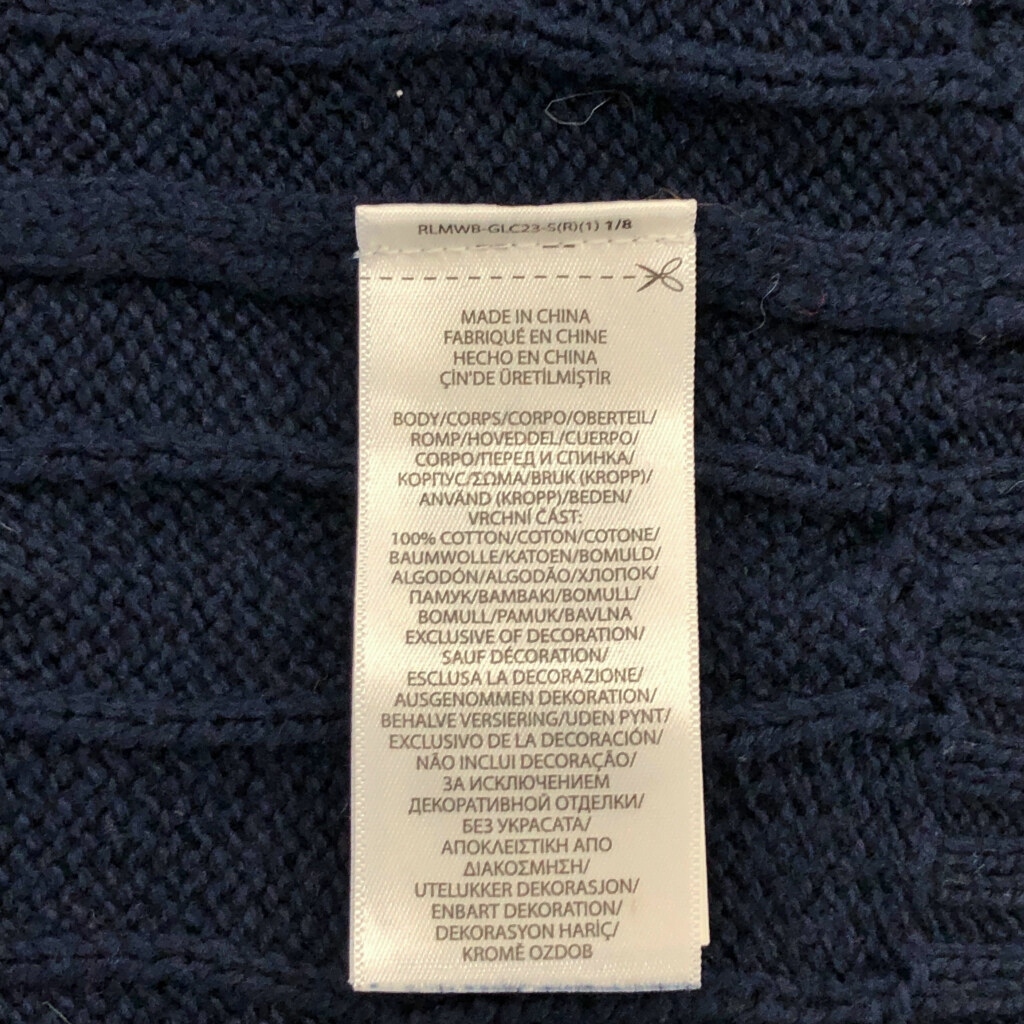 RLMWB-GLC23-S(R)(1) 1/8
MADE IN CHINA
FABRIQUÉ EN CHINE
HECHO EN CHINA
ÇİN'DE ÜRETİLMİŞTİR
BODY/CORPS/CORPO/OBERTEIL/
ROMP/HOVEDDEL/CUERPO/
CORPO/ПЕРЕД И СПИНКА/
КОРПУС/ΣΩΜΑ/BRUK (KROPP)/
ANVÄND (KROPP)/BEDEN/
VRCHNÍ ČÁST:
100% COTTON/COTON/COTONE/
BAUMWOLLE/KATOEN/BOMULD/
ALGODÓN/ALGODÃO/ХЛОПОК/
ПАМУК/ΒΑΜΒΑΚΙ/BOMULL/
BOMULL/PAMUK/BAVLNA
EXCLUSIVE OF DECORATION/
SAUF DÉCORATION/
ESCLUSA LA DECORAZIONE/
AUSGENOMMEN DEKORATION/
BEHALVE VERSIERING/UDEN PYNT/
EXCLUSIVO DE LA DECORACIÓN/
NÃO INCLUI DECORAÇÃO/
ЗА ИСКЛЮЧЕНИЕМ
ДЕКОРАТИВНОЙ ОТДЕЛКИ/
БЕЗ УКРАСАТА/
ΑΠΟΚΛΕΙΣΤΙΚΗ ΑΠΟ
ΔΙΑΚΟΣΜΗΣΗ/
UTELUKKER DEKORASJON/
ENBART DEKORATION/
DEKORASYON HARİÇ/
KROMĚ OZDOB